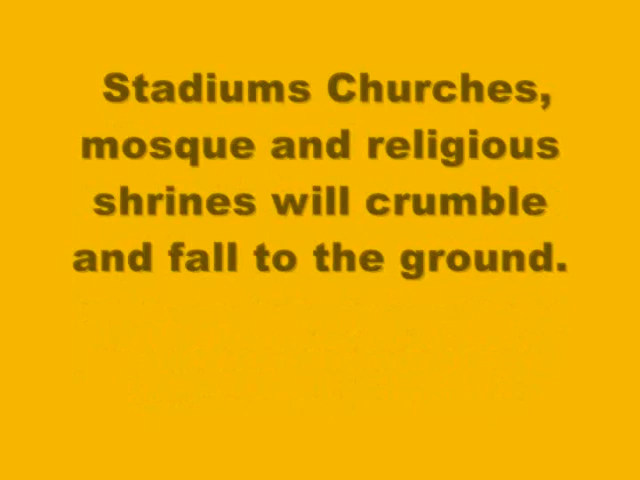 Stadiums Churches,
mosque and religious
shrines will crumble
and fall to the ground.